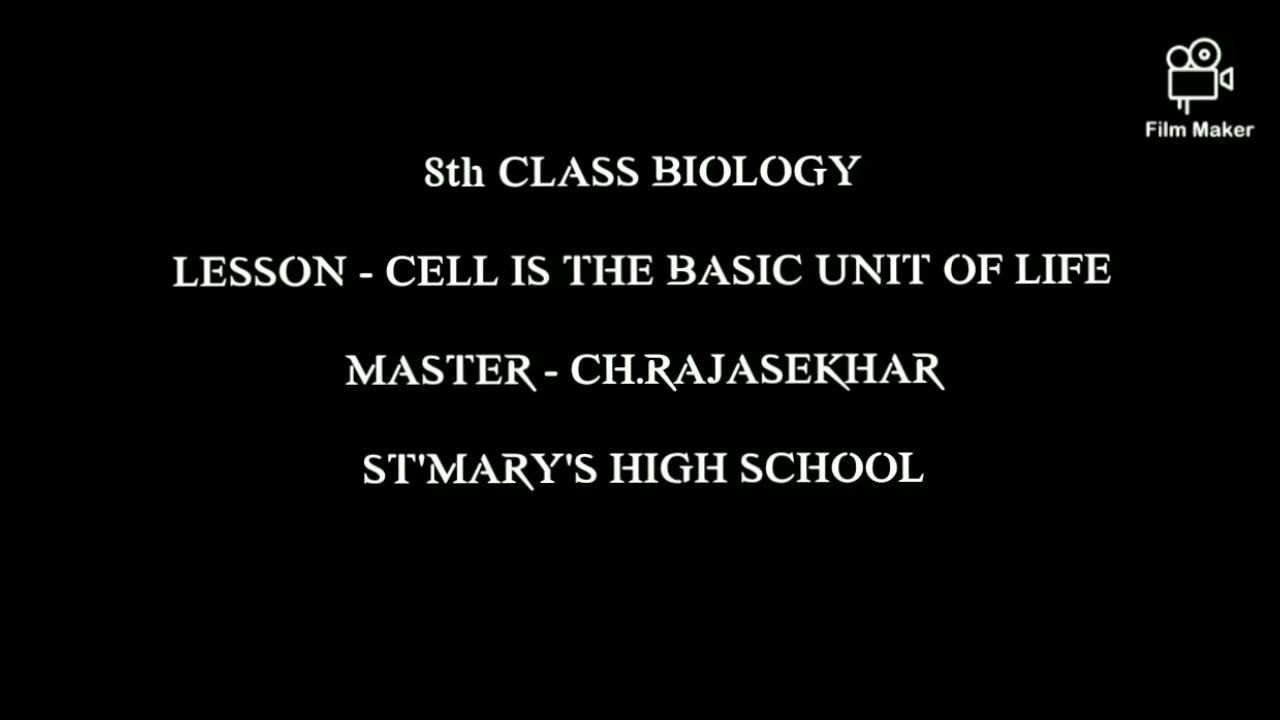 Film Maker
8th CLASS BIOLOGY
LESSON - CELL IS THE BASIC UNIT OF LIFE
MASTER - CH.RAJASEKHAR
ST'MARY'S HIGH SCHOOL